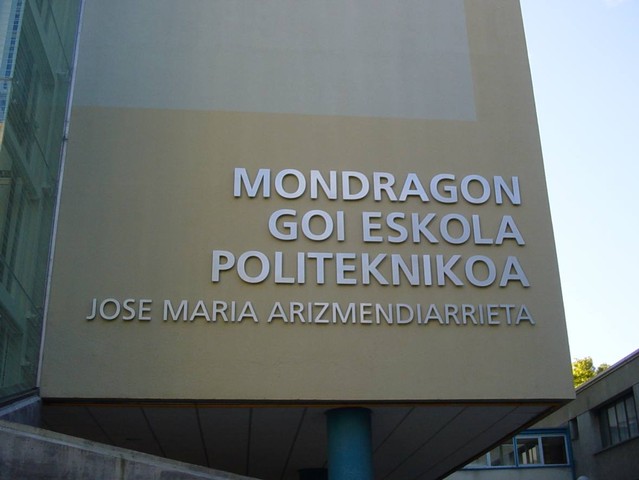 MONDRAGON
GOI ESKOLA
POLITEKNIKOA
JOSE MARIA ARIZMENDIARRIETA